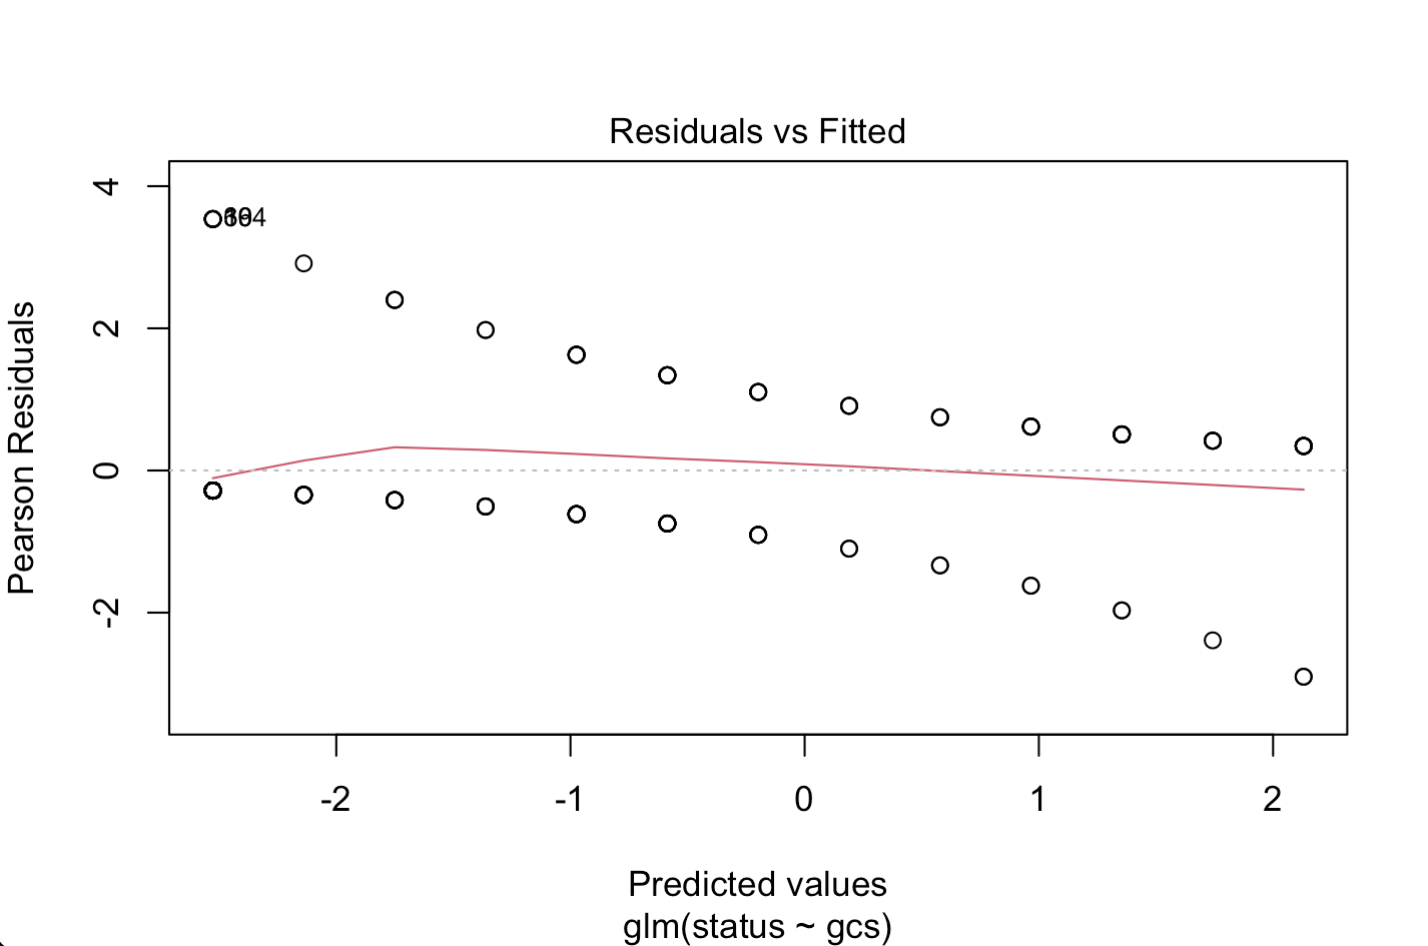 Residuals vs Fitted
4
2
0
-2
Pearson Residuals
-2
-1
0
1
2
Predicted values
glm(status ~ gcs)